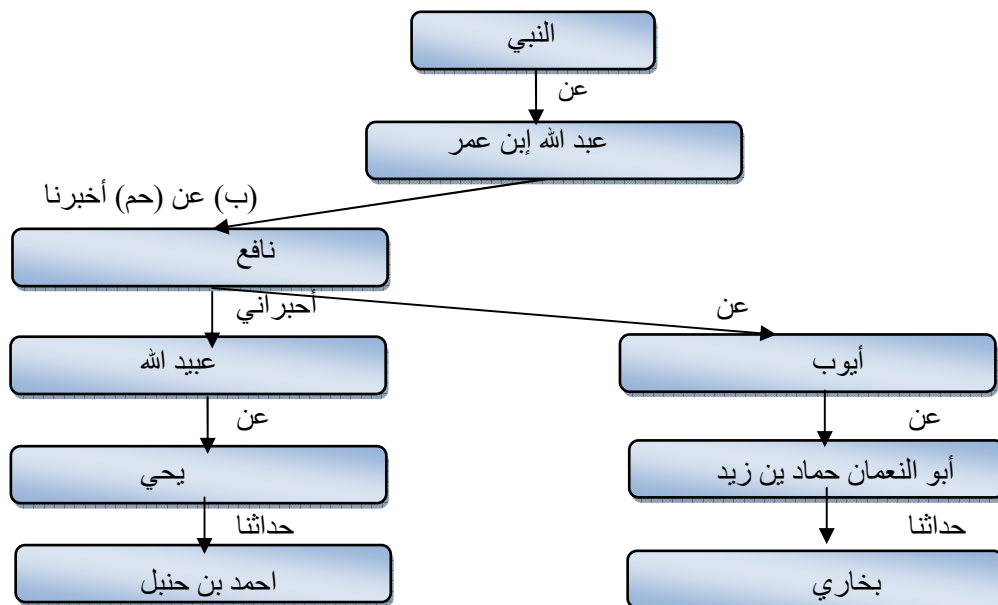 النبي
عن
عبد الله إبن عمر
(ب) عن (حم) أخبرنا
نافع
أحبراني
عن
عبيد الله
أيوب
عن
عن
يحي
أبو النعمان حماد ين زيد
حداثنا
حداثنا
احمد بن حنبل
بخاري